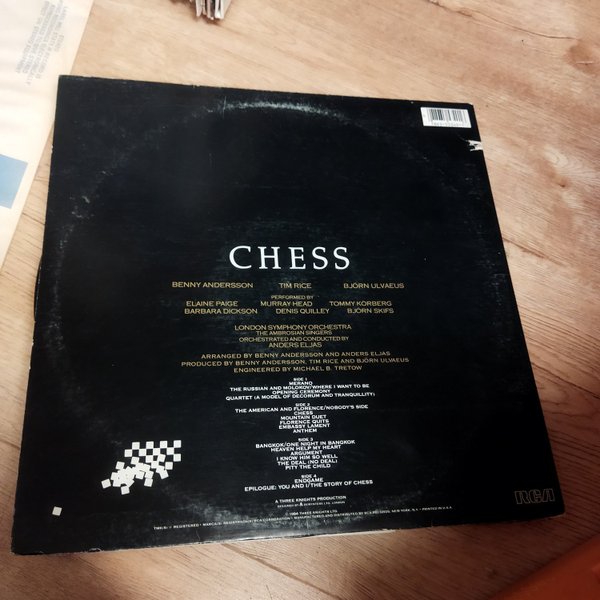 CHESS
BENNY ANDERSSON TIM RICE BJÖRN ULVAEUS
PERFORMED BY
ELAINE PAIGE MURRAY HEAD TOMMY KORBERG
BARBARA DICKSON DENIS QUILLEY BJÖRN SKIFS
LONDON SYMPHONY ORCHESTRA
THE AMBROSIAN SINGERS
ORCHESTRATED AND CONDUCTED BY
ANDERS ELJAS
ARRANGED BY BENNY ANDERSSON AND ANDERS ELJAS
PRODUCED BY BENNY ANDERSSON, TIM RICE AND BJÖRN ULVAEUS
ENGINEERED BY MICHAEL B. TRETOW
SIDE 1
MERANO
THE RUSSIAN AND MOLOKOV/WHERE I WANT TO BE
OPENING CEREMONY
QUARTET (A MODEL OF DECORUM AND TRANQUILLITY)
SIDE 2
THE AMERICAN AND FLORENCE/NOBODY'S SIDE
CHESS
MOUNTAIN DUET
FLORENCE QUITS
EMBASSY LAMENT
ANTHEM
SIDE 3
BANGKOK/ONE NIGHT IN BANGKOK
HEAVEN HELP MY HEART
ARGUMENT
I KNOW HIM SO WELL
THE DEAL (NO DEAL)
PITY THE CHILD
SIDE 4
ENDGAME
EPILOGUE: YOU AND I/THE STORY OF CHESS
A THREE KNIGHTS PRODUCTION
RCA